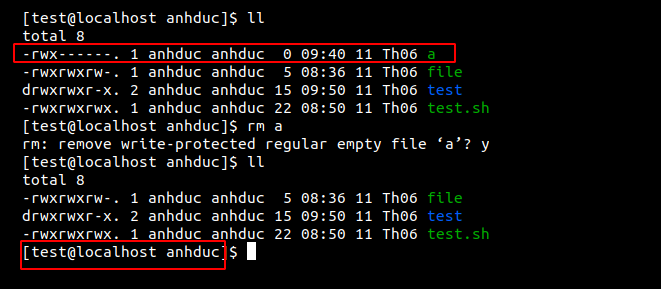 [test@localhost anhduc]$ ll
total 8
-rwx------. 1 anhduc anhduc  0 09:40 11 Th06 a
-rwxrwxrw-. 1 anhduc anhduc  5 08:36 11 Th06 file
drwxrwxr-x. 2 anhduc anhduc 15 09:50 11 Th06 test
-rwxrwxrwx. 1 anhduc anhduc 22 08:50 11 Th06 test.sh
[test@localhost anhduc]$ rm a
rm: remove write-protected regular empty file ‘a’? y
[test@localhost anhduc]$ ll
total 8
-rwxrwxrw-. 1 anhduc anhduc  5 08:36 11 Th06 file
drwxrwxr-x. 2 anhduc anhduc 15 09:50 11 Th06 test
-rwxrwxrwx. 1 anhduc anhduc 22 08:50 11 Th06 test.sh
[test@localhost anhduc]$